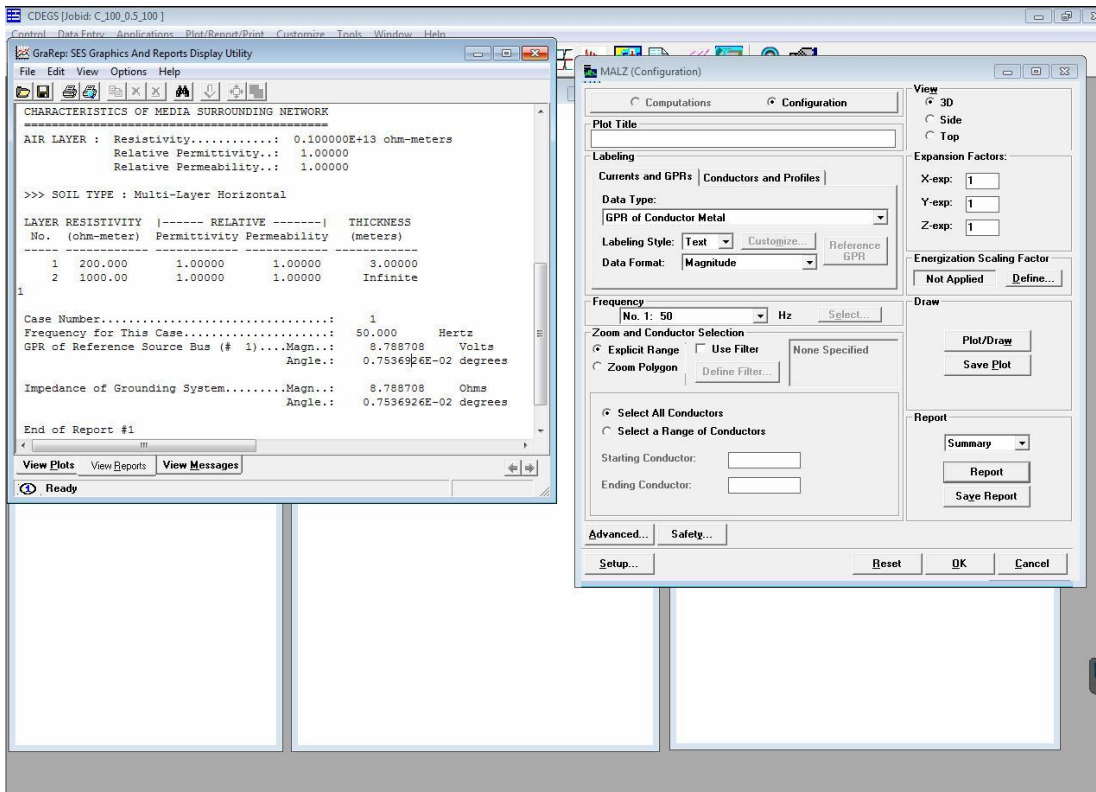 CDEGS [Jobid: C_100_0.5_100 ]
Control Data Entry Applications Plot/Report/Print Customize Tools Window Help
GraRep: SES Graphics And Reports Display Utility
File Edit View Options Help
CHARACTERISTICS OF MEDIA SURROUNDING NETWORK
===========================================
AIR LAYER : Resistivity............: 0.100000E+13 ohm-meters
Relative Permittivity..: 1.00000
Relative Permeability..: 1.00000
>>> SOIL TYPE : Multi-Layer Horizontal
LAYER RESISTIVITY |------ RELATIVE -------| THICKNESS
No. (ohm-meter) Permittivity Permeability (meters)
----- ------------ ------------ ------------ ------------
1 200.000 1.00000 1.00000 3.00000
2 1000.00 1.00000 1.00000 Infinite
1
Case Number.................................: 1
Frequency for This Case.....................: 50.000 Hertz
GPR of Reference Source Bus (# 1)....Magn..: 8.788708 Volts
Angle.: 0.7536926E-02 degrees
Impedance of Grounding System.........Magn..: 8.788708 Ohms
Angle.: 0.7536926E-02 degrees
End of Report #1
View Plots View Reports View Messages
Ready
MALZ (Configuration)
Computations Configuration
Plot Title
Labeling
Currents and GPRs Conductors and Profiles
Data Type:
GPR of Conductor Metal
Labeling Style: Text Customize... Reference GPR
Data Format: Magnitude
Frequency
No. 1: 50 Hz Select...
Zoom and Conductor Selection
Explicit Range Use Filter None Specified
Zoom Polygon Define Filter...
Select All Conductors
Select a Range of Conductors
Starting Conductor:
Ending Conductor:
Advanced... Safety...
Setup... Reset OK Cancel
View
3D
Side
Top
Expansion Factors:
X-exp: 1
Y-exp: 1
Z-exp: 1
Energization Scaling Factor
Not Applied Define...
Draw
Plot/Draw
Save Plot
Report
Summary
Report
Save Report